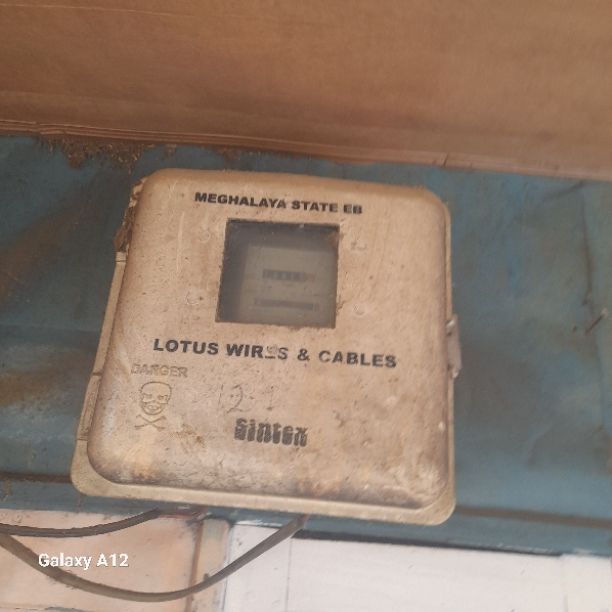 MEGHALAYA STATE EB
LOTUS WIRES & CABLES
DANGER
Sintex
Galaxy A12